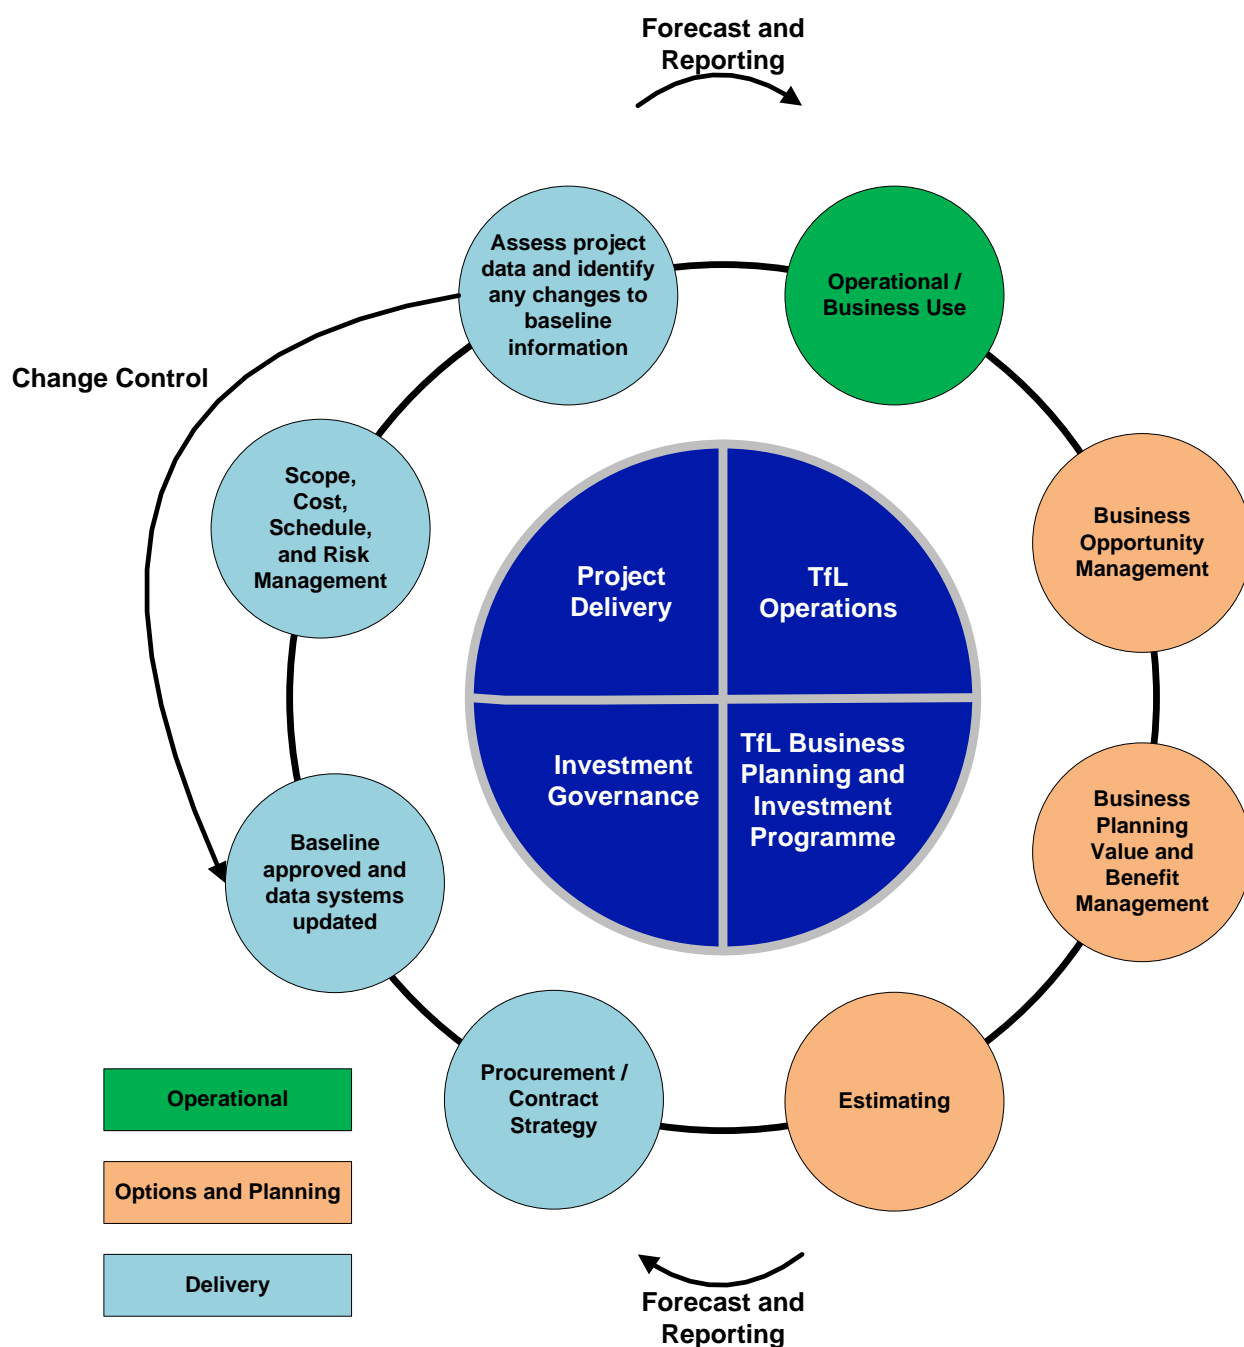 Forecast and
Reporting
Assess project
data and identify
any changes to
baseline
information
Operational /
Business Use
Change Control
Scope,
Cost,
Schedule,
and Risk
Management
Business
Opportunity
Management
Project
Delivery
TfL
Operations
Investment
Governance
TfL Business
Planning and
Investment
Programme
Business
Planning
Value and
Benefit
Management
Baseline
approved and
data systems
updated
Procurement /
Contract
Strategy
Estimating
Operational
Options and Planning
Delivery
Forecast and
Reporting